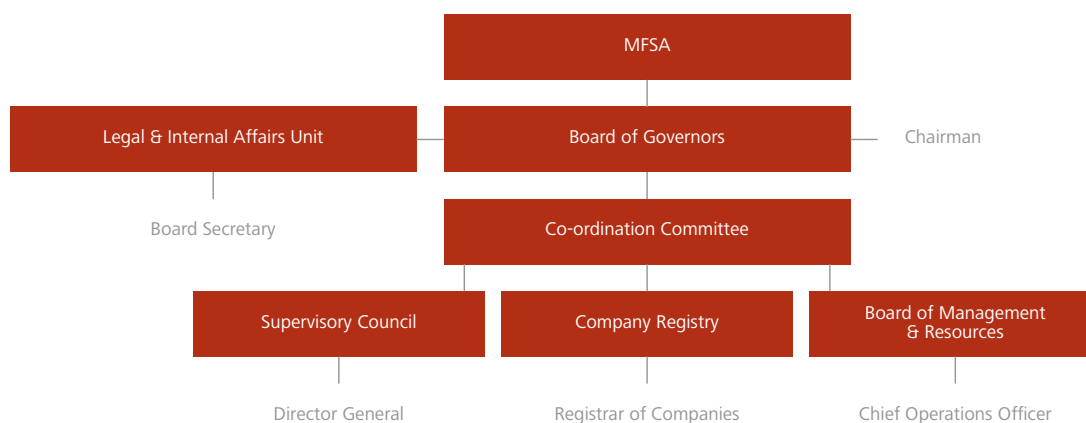 MFSA
Legal & Internal Affairs Unit
Board of Governors
Chairman
Board Secretary
Co-ordination Committee
Supervisory Council
Company Registry
Board of Management
& Resources
Director General
Registrar of Companies
Chief Operations Officer